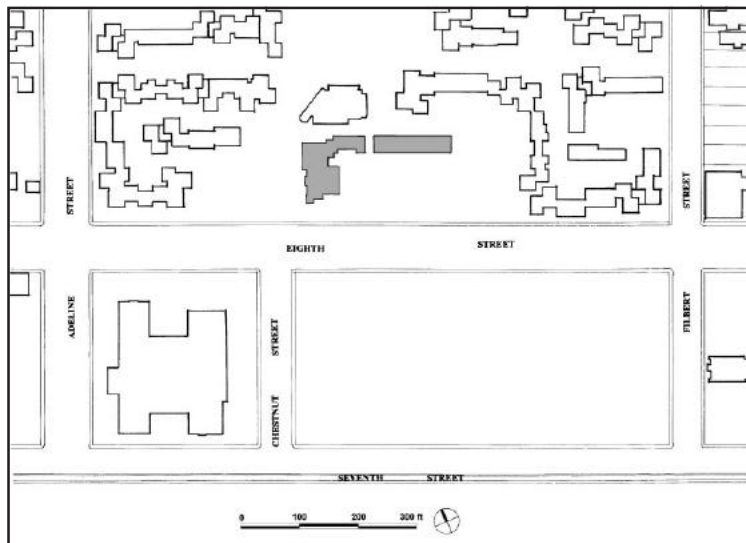 STREET
STREET
EIGHTH
STREET
ADELINE
STREET
CHESTNUT
FILBERT
SEVENTH STREET
0 100 200 300 ft